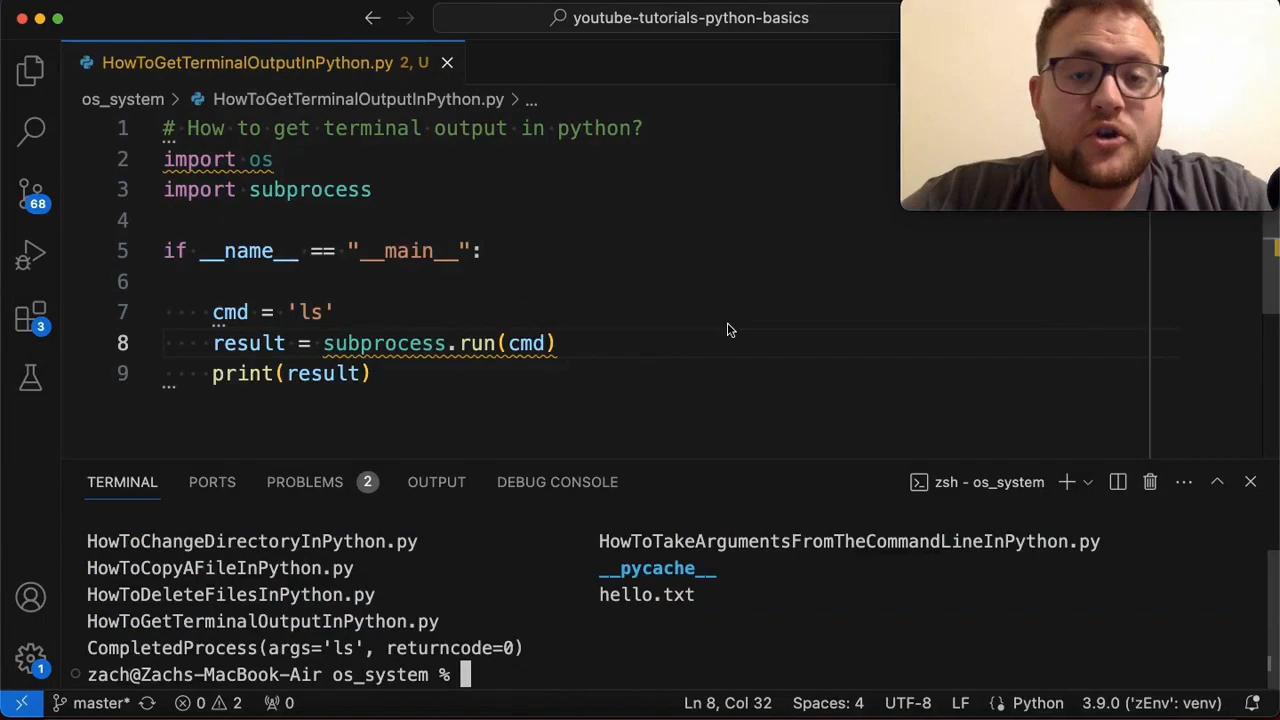 youtube-tutorials-python-basics
HowToGetTerminalOutputInPython.py 2, U
os_system > HowToGetTerminalOutputInPython.py > ...
1 # How to get terminal output in python?
2 import os
3 import subprocess
4
5 if __name__ == "__main__":
6
7 cmd = 'ls'
8 result = subprocess.run(cmd)
9 print(result)
68
3
1
TERMINAL PORTS PROBLEMS 2 OUTPUT DEBUG CONSOLE zsh - os_system
HowToChangeDirectoryInPython.py HowToTakeArgumentsFromTheCommandLineInPython.py
HowToCopyAFileInPython.py __pycache__
HowToDeleteFilesInPython.py hello.txt
HowToGetTerminalOutputInPython.py
CompletedProcess(args='ls', returncode=0)
zach@Zachs-MacBook-Air os_system %
master* 0 2 0 Ln 8, Col 32 Spaces: 4 UTF-8 LF Python 3.9.0 ('zEnv': venv)